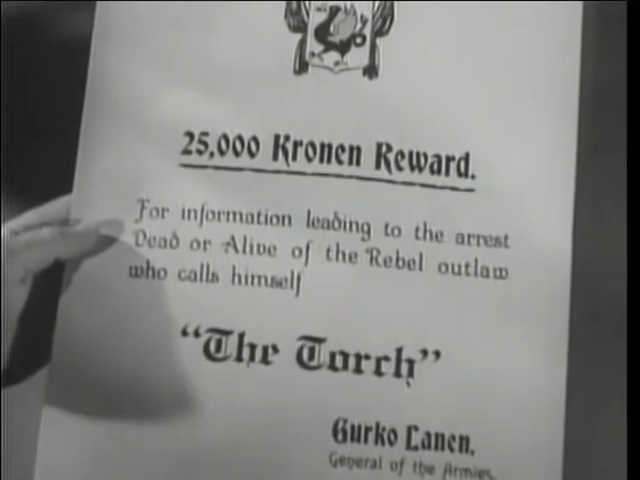 25,000 Kronen Reward.
For information leading to the arrest
Dead or Alive of the Rebel outlaw
who calls himself
"The Torch"
Gurko Lanen,
General of the Armies